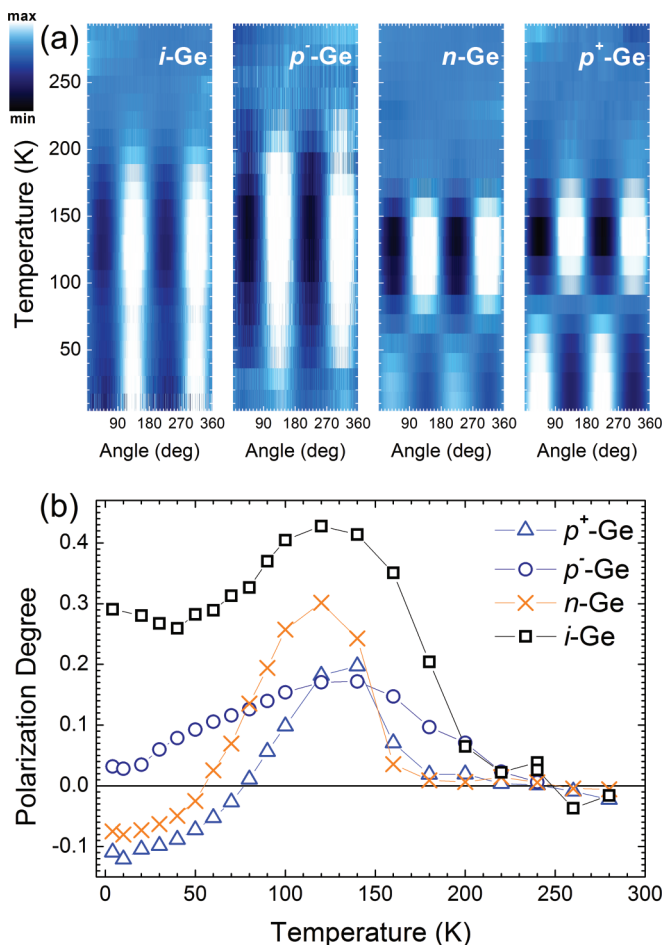 max
min
(a)
i-Ge
p⁻-Ge
n-Ge
p⁺-Ge
Temperature (K)
250
200
150
100
50
90 180 270 360
90 180 270 360
90 180 270 360
90 180 270 360
Angle (deg)
Angle (deg)
Angle (deg)
Angle (deg)
(b)
p⁺-Ge
p⁻-Ge
n-Ge
i-Ge
Polarization Degree
0.4
0.3
0.2
0.1
0.0
-0.1
0 50 100 150 200 250 300
Temperature (K)